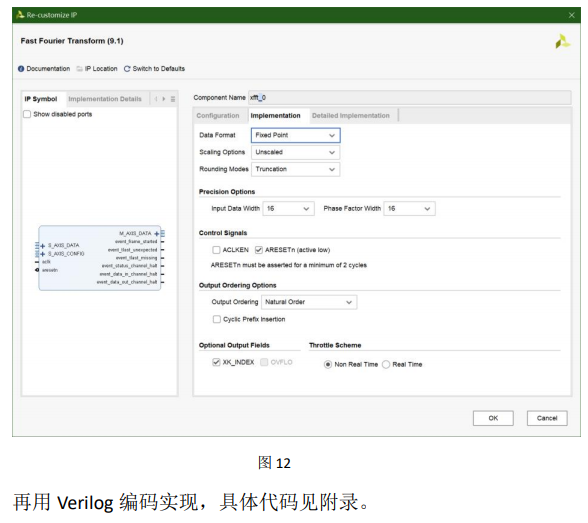 Re-customize IP
Fast Fourier Transform (9.1)
Documentation IP Location Switch to Defaults
IP Symbol Implementation Details
Show disabled ports
S_AXIS_DATA
S_AXIS_CONFIG
aclk
aresetn
M_AXIS_DATA
event_frame_started
event_tlast_unexpected
event_tlast_missing
event_status_channel_halt
event_data_in_channel_halt
event_data_out_channel_halt
Component Name xfft_0
Configuration Implementation Detailed Implementation
Data Format Fixed Point
Scaling Options Unscaled
Rounding Modes Truncation
Precision Options
Input Data Width 16 Phase Factor Width 16
Control Signals
ACLKEN ARESETn (active low)
ARESETn must be asserted for a minimum of 2 cycles
Output Ordering Options
Output Ordering Natural Order
Cyclic Prefix Insertion
Optional Output Fields Throttle Scheme
XK_INDEX OVFLO Non Real Time Real Time
OK Cancel
图 12
再用 Verilog 编码实现，具体代码见附录。